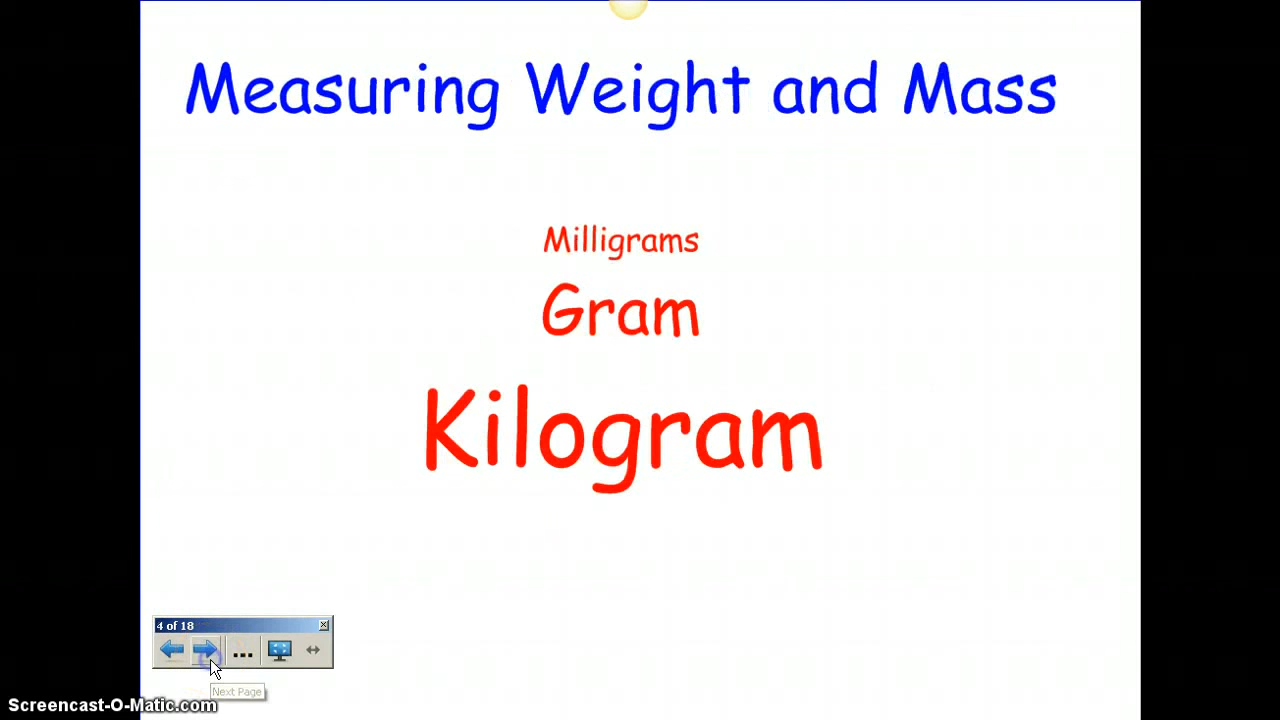 Measuring Weight and Mass
Milligrams
Gram
Kilogram
4 of 18
Next Page
Screencast-O-Matic.com